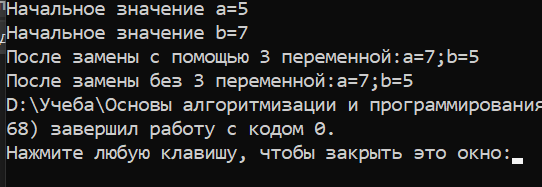 Начальное значение a=5
Начальное значение b=7
После замены с помощью 3 переменной:a=7;b=5
После замены без 3 переменной:a=7;b=5
D:\Учеба\Основы алгоритмизации и программирования
68) завершил работу с кодом 0.
Нажмите любую клавишу, чтобы закрыть это окно: